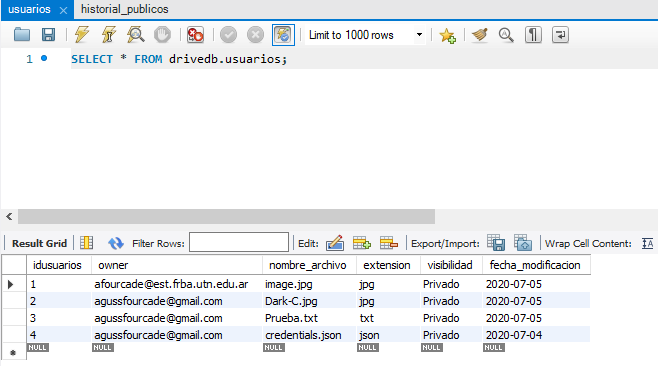 usuarios × historial_publicos
Limit to 1000 rows
1 SELECT * FROM drivedb.usuarios;
Result Grid Filter Rows: Edit: Export/Import: Wrap Cell Content:
idusuarios owner nombre_archivo extension visibilidad fecha_modificacion
1 afourcade@est.frba.utn.edu.ar image.jpg jpg Privado 2020-07-05
2 agussfourcade@gmail.com Dark-C.jpg jpg Privado 2020-07-05
3 agussfourcade@gmail.com Prueba.txt txt Privado 2020-07-05
4 agussfourcade@gmail.com credentials.json json Privado 2020-07-04
NULL NULL NULL NULL NULL NULL